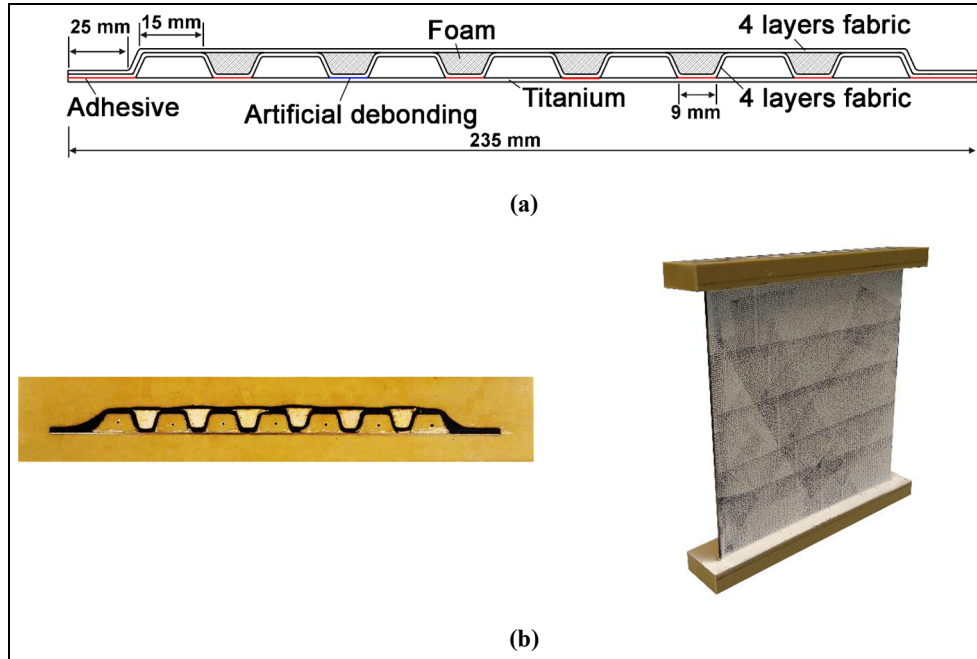 25 mm
15 mm
Foam
4 layers fabric
Adhesive
Artificial debonding
Titanium
9 mm
4 layers fabric
235 mm
(a)
(b)